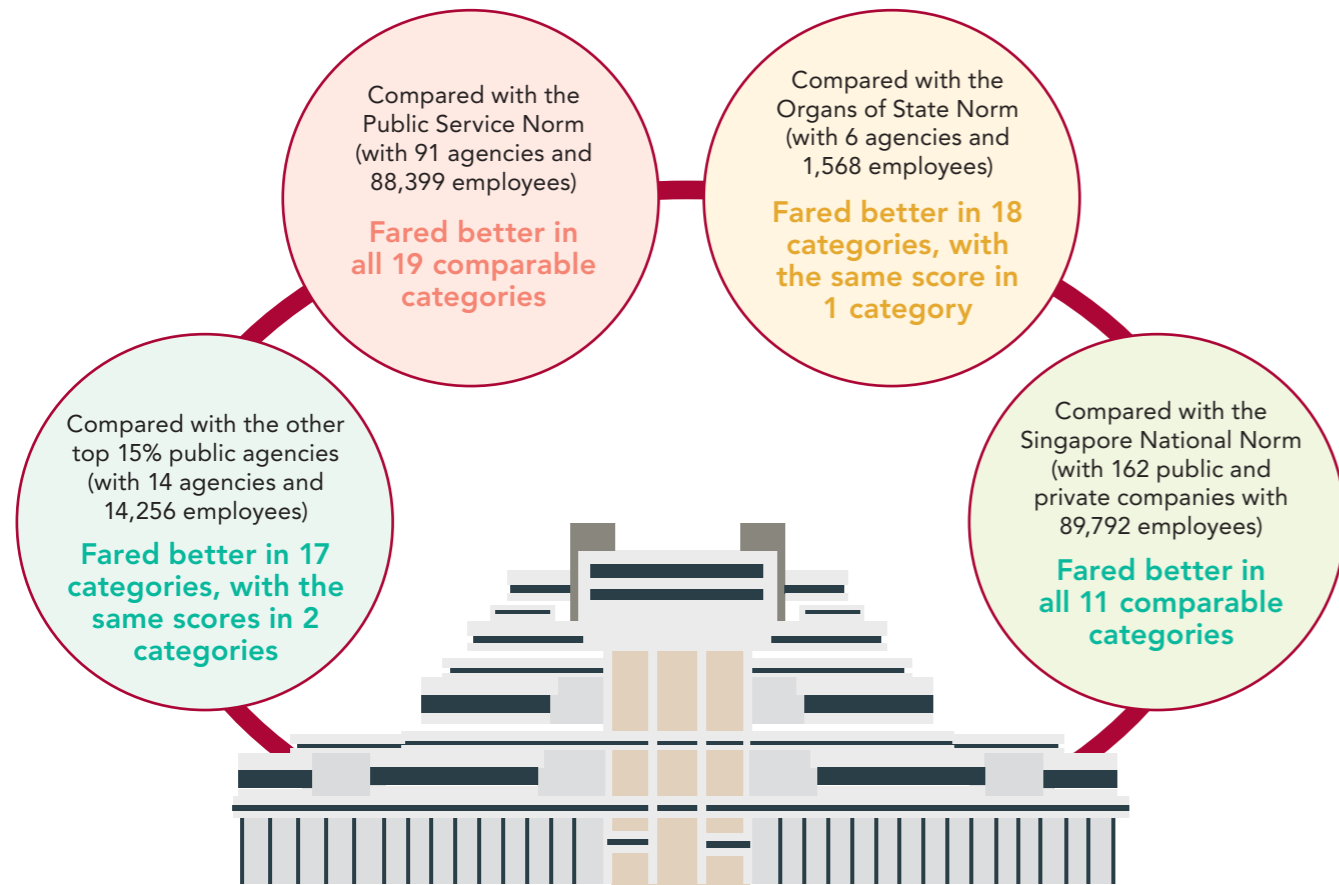 Compared with the
Public Service Norm
(with 91 agencies and
88,399 employees)
Fared better in
all 19 comparable
categories
Compared with the
Organs of State Norm
(with 6 agencies and
1,568 employees)
Fared better in 18
categories, with
the same score in
1 category
Compared with the other
top 15% public agencies
(with 14 agencies and
14,256 employees)
Fared better in 17
categories, with the
same scores in 2
categories
Compared with the
Singapore National Norm
(with 162 public and
private companies with
89,792 employees)
Fared better in
all 11 comparable
categories